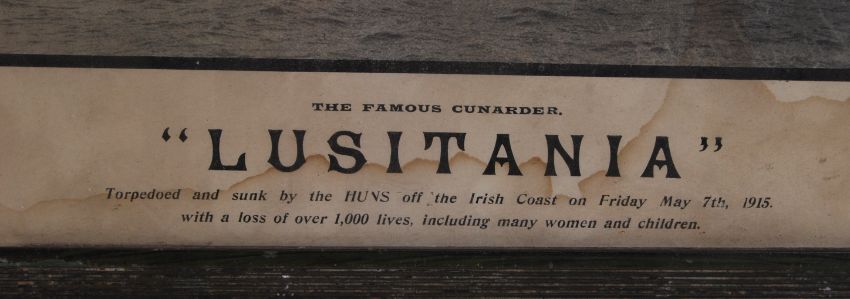 THE FAMOUS CUNARDER.
"LUSITANIA"
Torpedoed and sunk by the HUNS off the Irish Coast on Friday May 7th, 1915.
with a loss of over 1,000 lives, including many women and children.